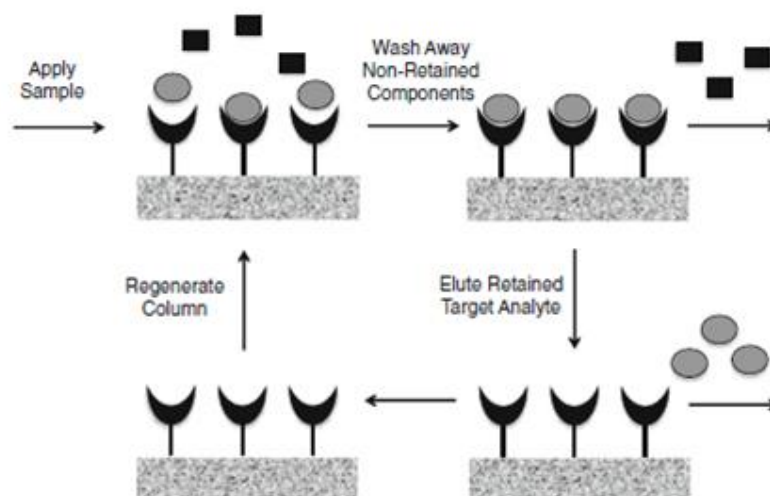 Apply
Sample
Wash Away
Non-Retained
Components
Regenerate
Column
Elute Retained
Target Analyte